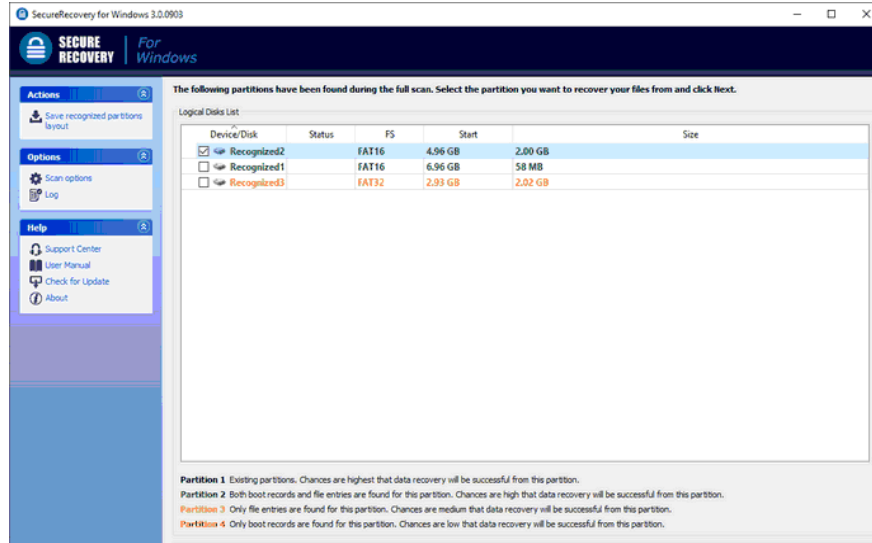 SecureRecovery for Windows 3.0.0903
SECURE RECOVERY
For Windows
Actions
Save recognized partitions
layout
Options
Scan options
Log
Help
Support Center
User Manual
Check for Update
About
The following partitions have been found during the full scan. Select the partition you want to recover your files from and click Next.
Logical Disks List
Device/Disk Status FS Start Size
Recognized2 FAT16 4.96 GB 2.00 GB
Recognized1 FAT16 6.96 GB 58 MB
Recognized3 FAT32 2.93 GB 2.02 GB
Partition 1 Existing partitions. Chances are highest that data recovery will be successful from this partition.
Partition 2 Both boot records and file entries are found for this partition. Chances are high that data recovery will be successful from this partition.
Partition 3 Only file entries are found for this partition. Chances are medium that data recovery will be successful from this partition.
Partition 4 Only boot records are found for this partition. Chances are low that data recovery will be successful from this partition.